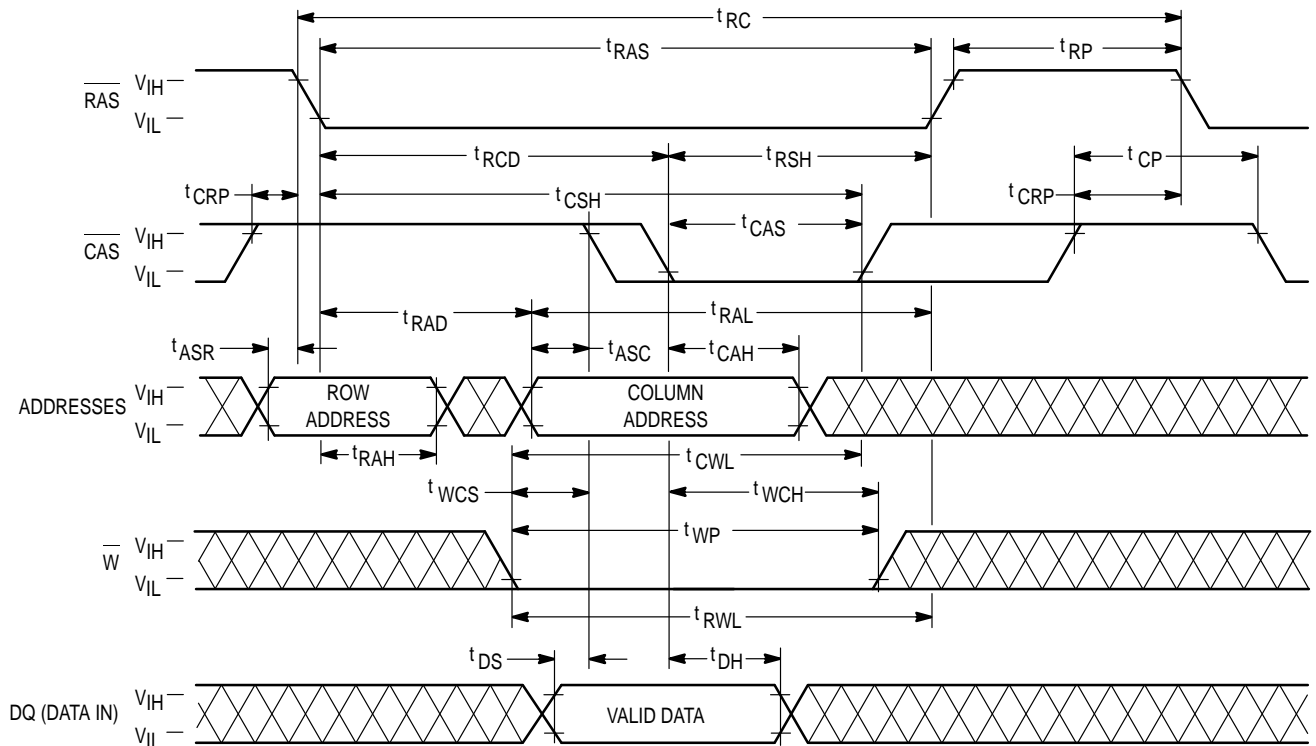 tRC
tRAS
tRP
RAS
VIH
VIL
tRCD
tRSH
tCP
tCRP
tCSH
tCRP
tCAS
CAS
VIH
VIL
tRAD
tRAL
tASR
tASC
tCAH
ADDRESSES
VIH
VIL
ROW
ADDRESS
COLUMN
ADDRESS
tRAH
tCWL
tWCS
tWCH
tWP
W
VIH
VIL
tRWL
tDS
tDH
DQ (DATA IN)
VIH
VIL
VALID DATA